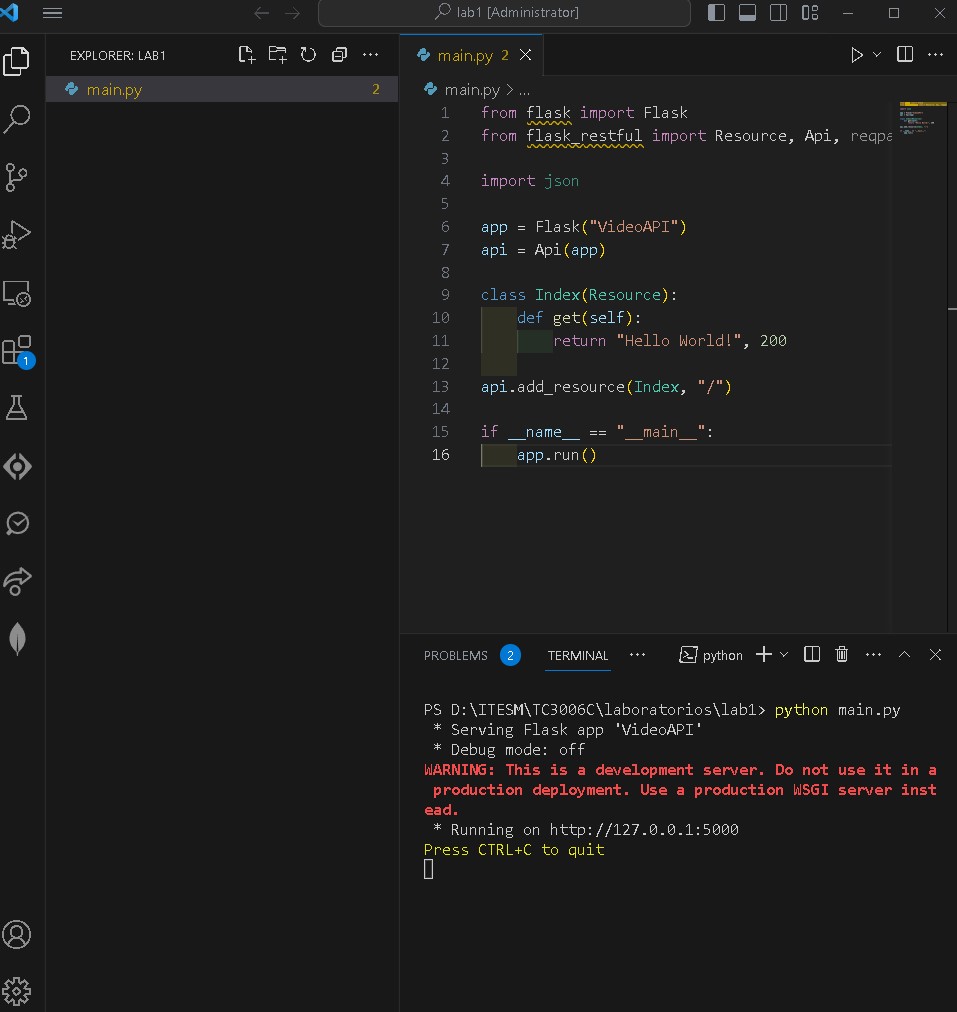 lab1 [Administrator]
EXPLORER: LAB1
main.py 2
main.py 2
main.py > ...
1 from flask import Flask
2 from flask_restful import Resource, Api, reqpa
3
4 import json
5
6 app = Flask("VideoAPI")
7 api = Api(app)
8
9 class Index(Resource):
10 def get(self):
11 return "Hello World!", 200
12
13 api.add_resource(Index, "/")
14
15 if __name__ == "__main__":
16 app.run()
1
PROBLEMS 2 TERMINAL ... python
PS D:\ITESM\TC3006C\laboratorios\lab1> python main.py
* Serving Flask app 'VideoAPI'
* Debug mode: off
WARNING: This is a development server. Do not use it in a
production deployment. Use a production WSGI server inst
ead.
* Running on http://127.0.0.1:5000
Press CTRL+C to quit